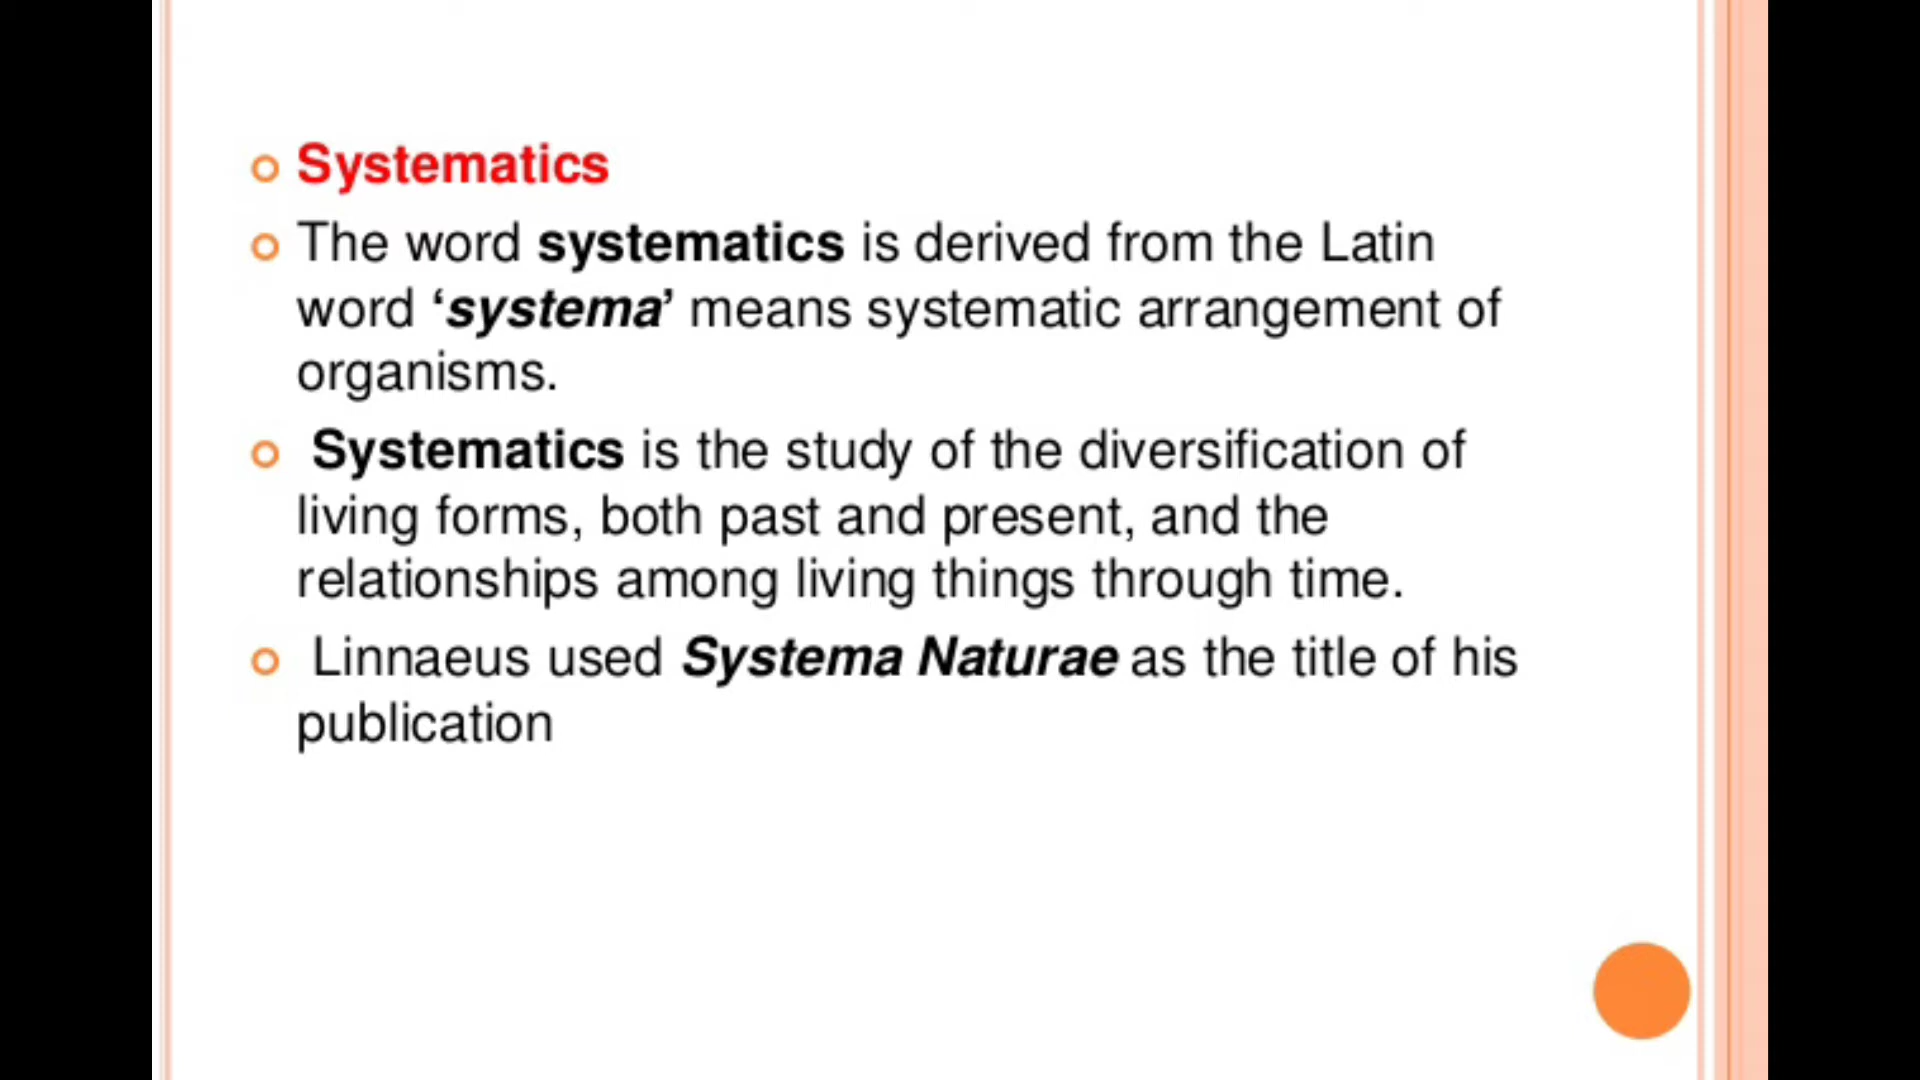 Systematics
The word systematics is derived from the Latin
word ‘systema’ means systematic arrangement of
organisms.
Systematics is the study of the diversification of
living forms, both past and present, and the
relationships among living things through time.
Linnaeus used Systema Naturae as the title of his
publication